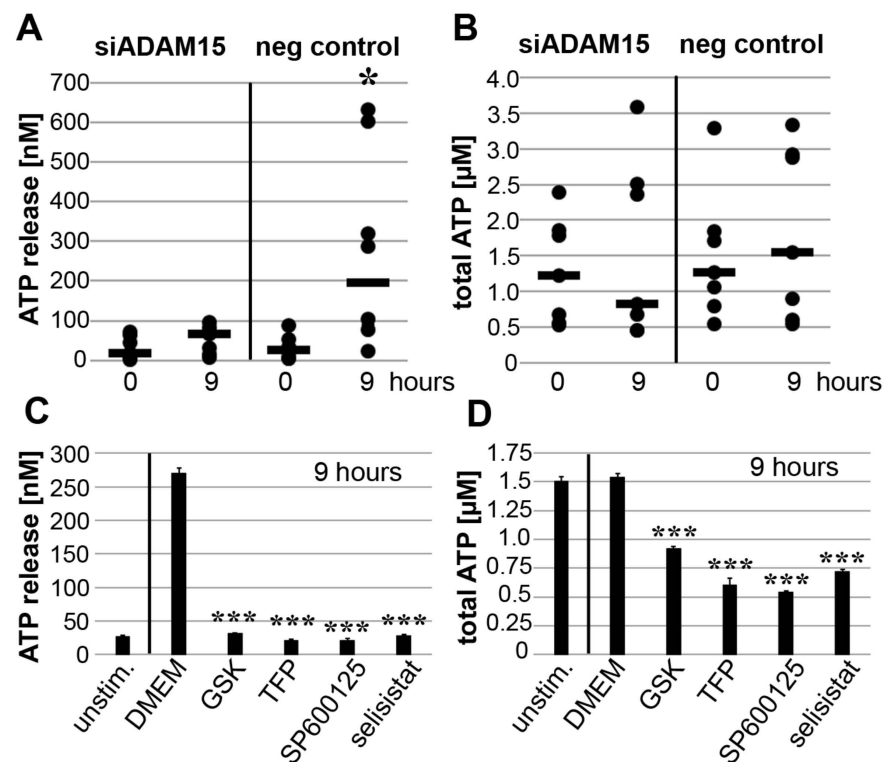 A
siADAM15 neg control
ATP release [nM]
700
600
500
400
300
200
100
0
*
0 9 0 9 hours
B
siADAM15 neg control
total ATP [µM]
4.0
3.5
3.0
2.5
2.0
1.5
1.0
0.5
0
0 9 0 9 hours
C
ATP release [nM]
300
250
200
150
100
50
0
9 hours
*** *** *** ***
unstim. DMEM GSK TFP SP600125 selisistat
D
total ATP [µM]
1.75
1.5
1.25
1.0
0.75
0.5
0.25
0
9 hours
*** *** *** ***
unstim. DMEM GSK TFP SP600125 selisistat